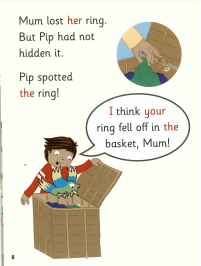 Mum lost her ring.
But Pip had not
hidden it.
Pip spotted
the ring!
I think your
ring fell off in the
basket, Mum!
8